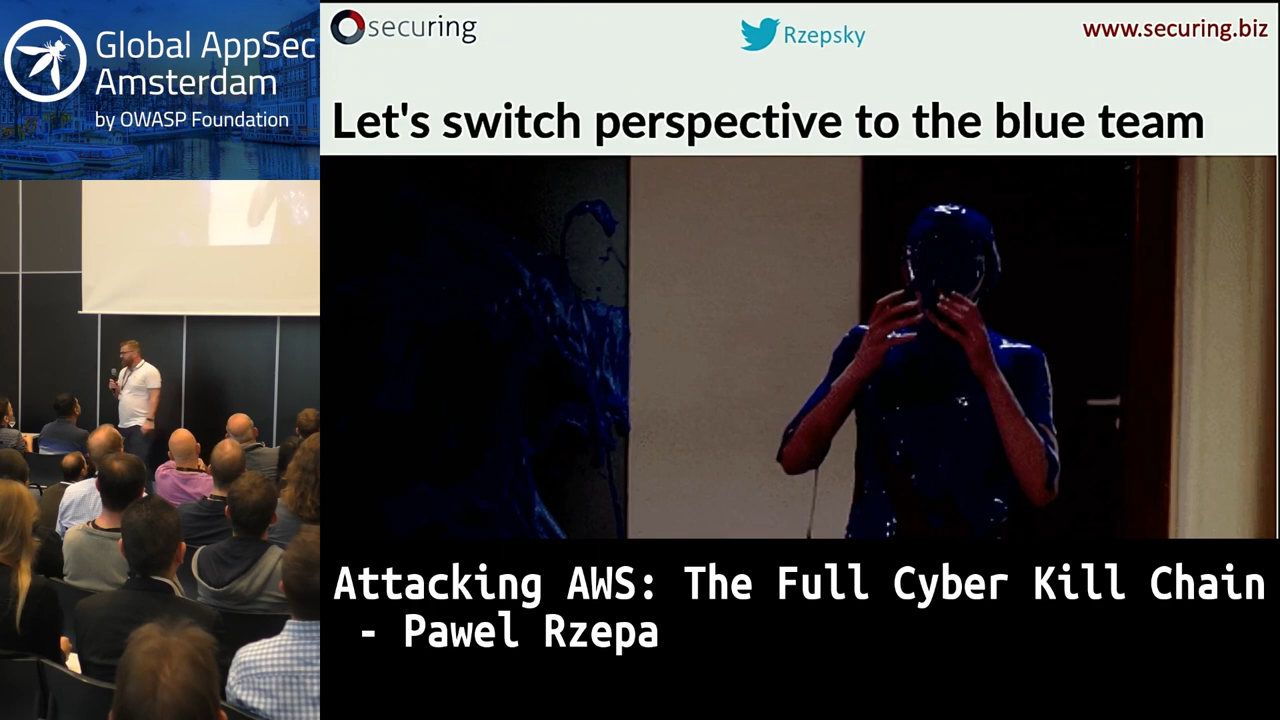 Global AppSec
Amsterdam
by OWASP Foundation
securing
Rzepsky
www.securing.biz
Let's switch perspective to the blue team
Attacking AWS: The Full Cyber Kill Chain
- Pawel Rzepa